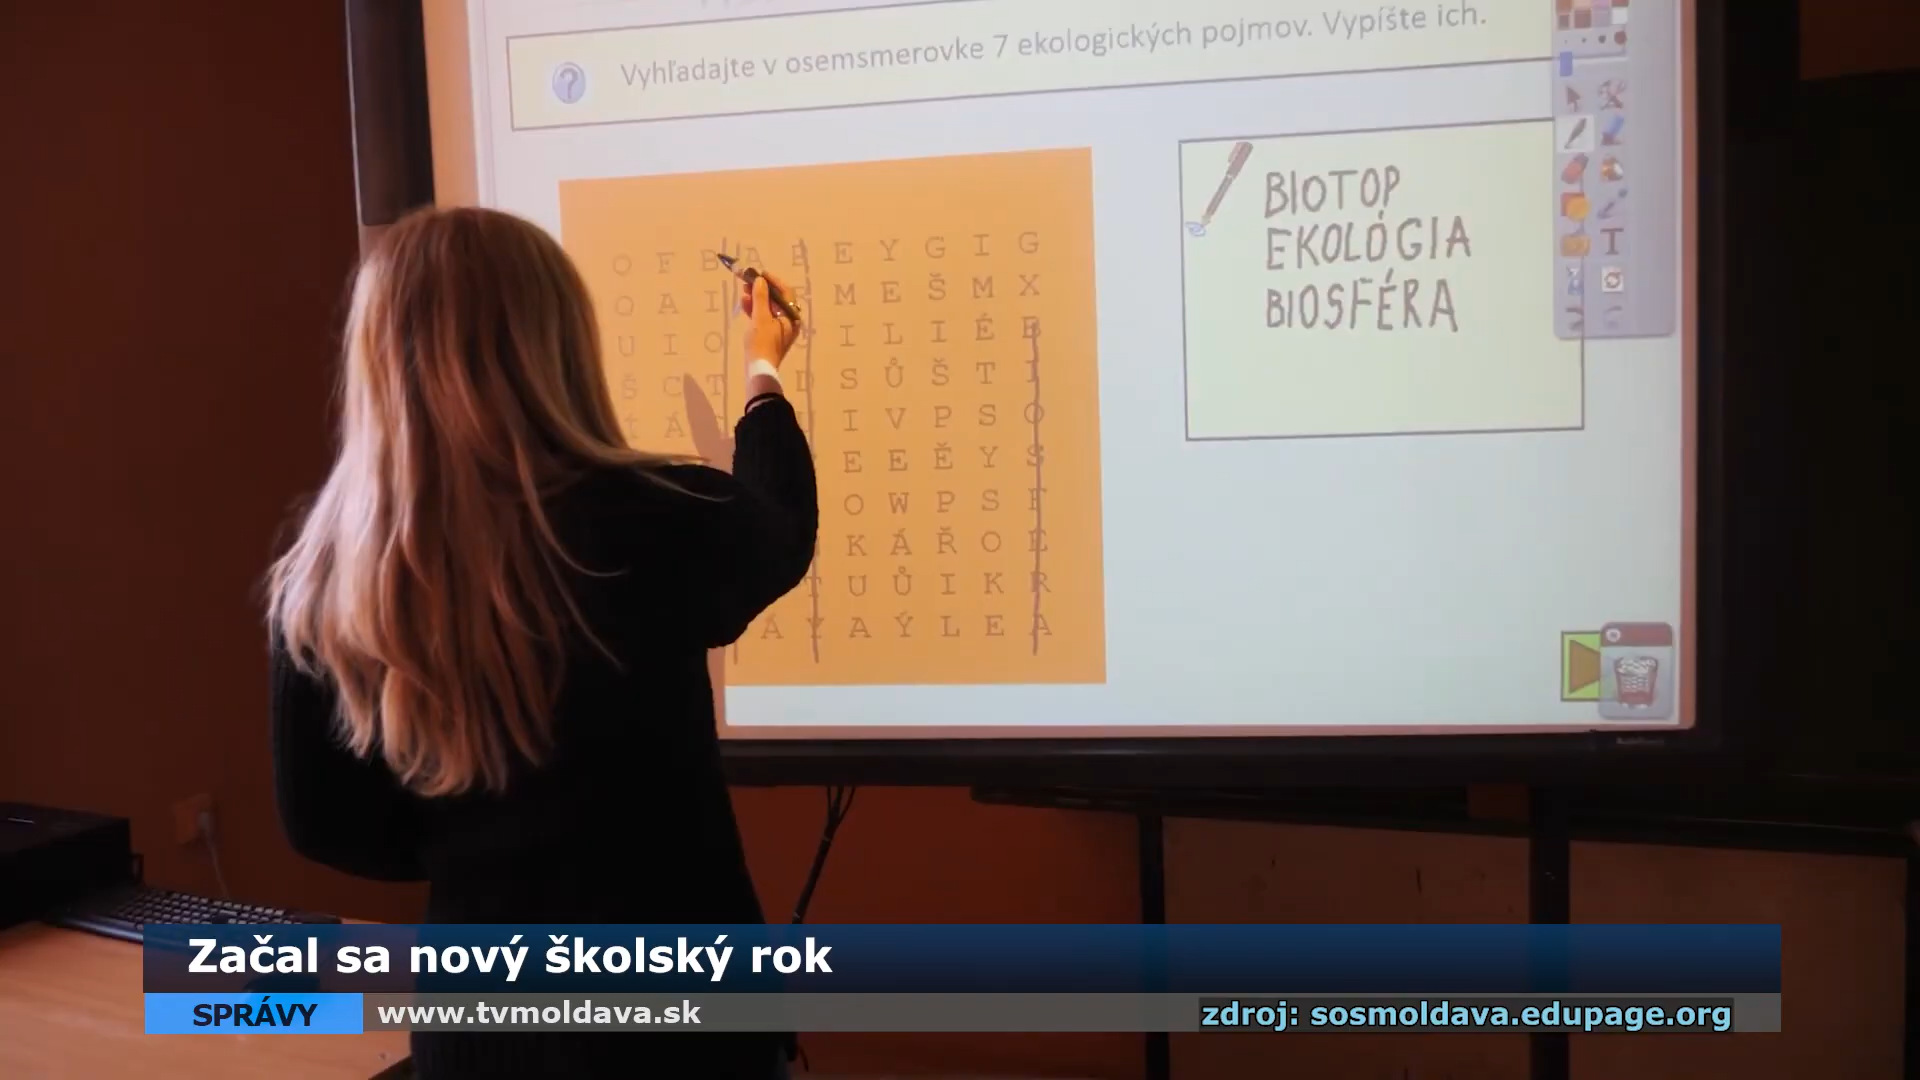 Vyhľadajte v osemsmerovke 7 ekologických pojmov. Vypíšte ich.
BIOTOP
EKOLÓGIA
BIOSFÉRA
O F B A P E Y G I G
O A I M E Š M X
U I O I L I É B
Š C T D S Ů Š T I
Á I V P S O
E E Ě Y S
O W P S F
K Á Ř O É
T U Ů I K R
Á Y A Ý L E A
Začal sa nový školský rok
SPRÁVY www.tvmoldava.sk zdroj: sosmoldava.edupage.org